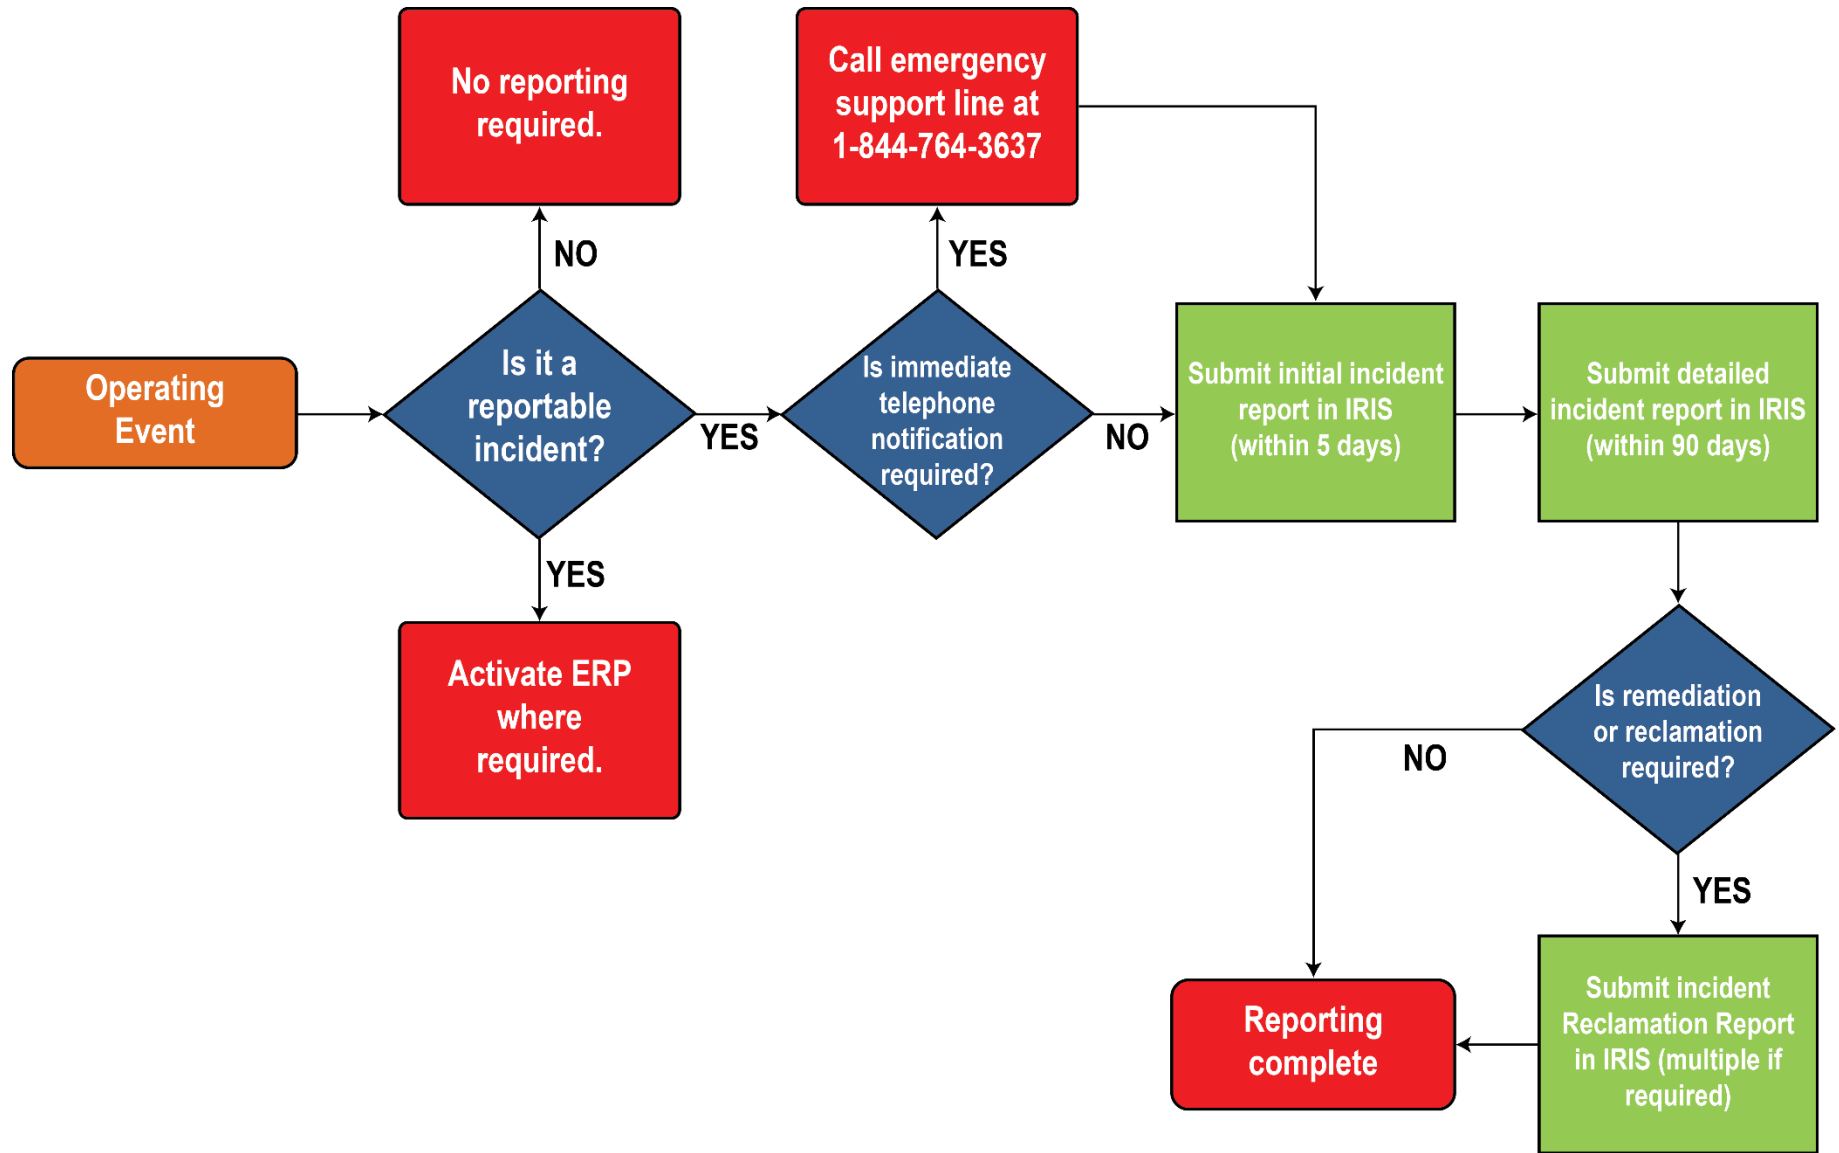 No reporting
required.
Call emergency
support line at
1-844-764-3637
NO
YES
Operating
Event
Is it a
reportable
incident?
YES
Is immediate
telephone
notification
required?
NO
Submit initial incident
report in IRIS
(within 5 days)
Submit detailed
incident report in IRIS
(within 90 days)
YES
Activate ERP
where
required.
Is remediation
or reclamation
required?
NO
YES
Reporting
complete
Submit incident
Reclamation Report
in IRIS (multiple if
required)